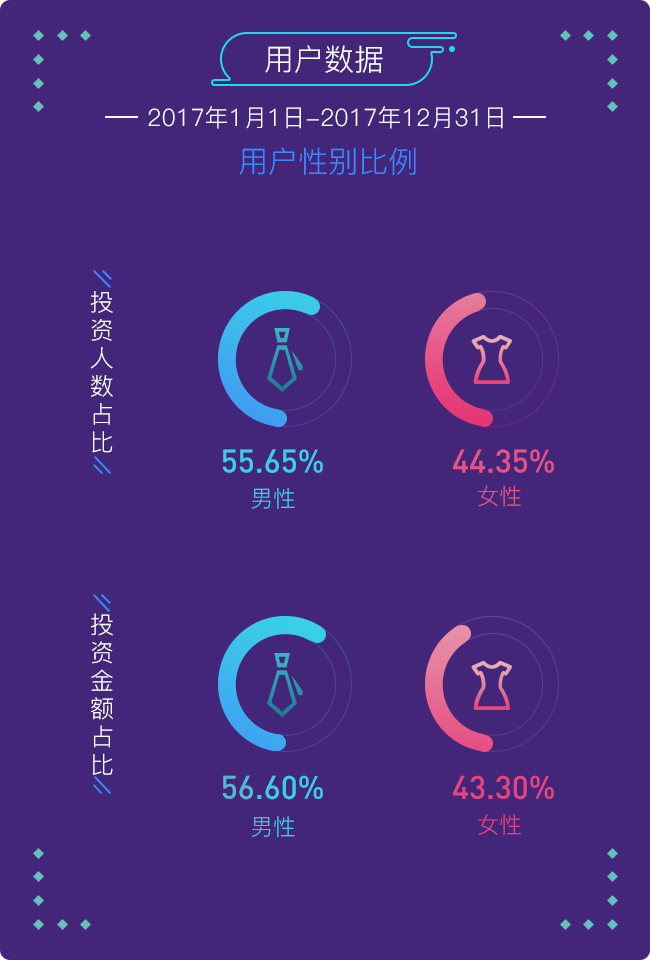 用户数据
2017年1月1日-2017年12月31日
用户性别比例
投资人数占比
55.65%
44.35%
男性
女性
投资金额占比
56.60%
43.30%
男性
女性